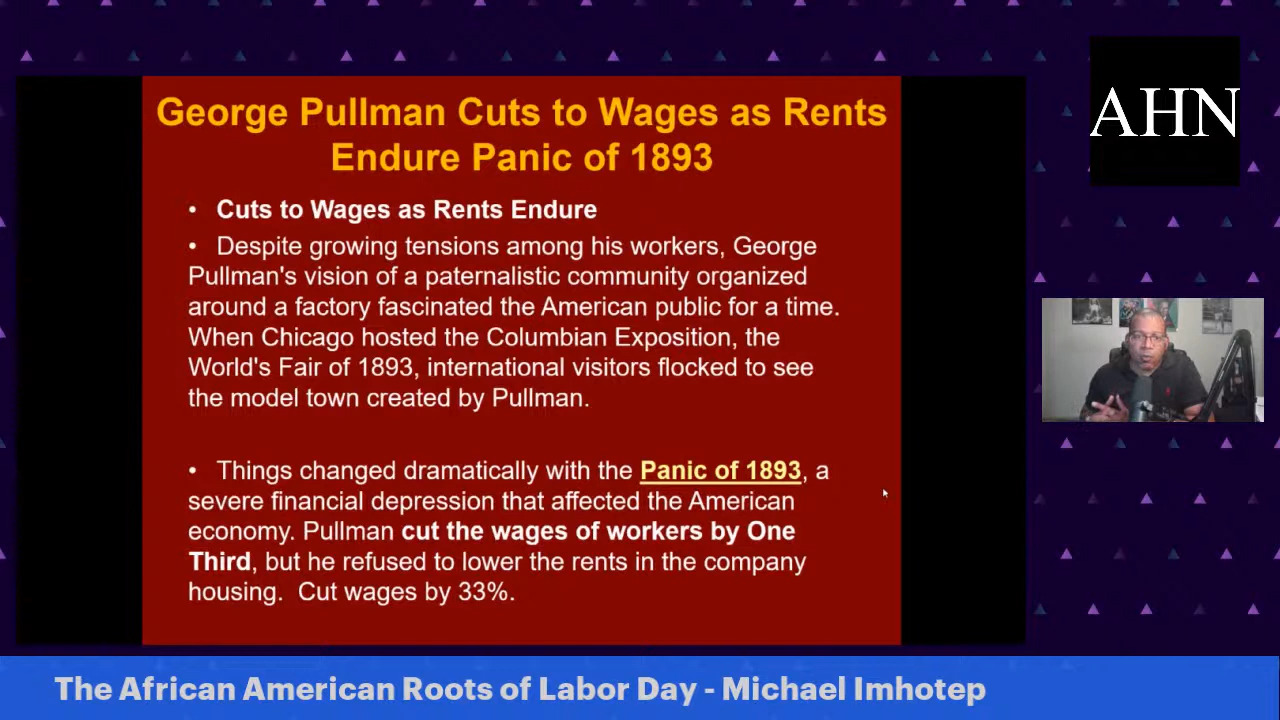 George Pullman Cuts to Wages as Rents
Endure Panic of 1893
• Cuts to Wages as Rents Endure
• Despite growing tensions among his workers, George
Pullman's vision of a paternalistic community organized
around a factory fascinated the American public for a time.
When Chicago hosted the Columbian Exposition, the
World's Fair of 1893, international visitors flocked to see
the model town created by Pullman.
• Things changed dramatically with the Panic of 1893, a
severe financial depression that affected the American
economy. Pullman cut the wages of workers by One
Third, but he refused to lower the rents in the company
housing.  Cut wages by 33%.
AHN
The African American Roots of Labor Day - Michael Imhotep